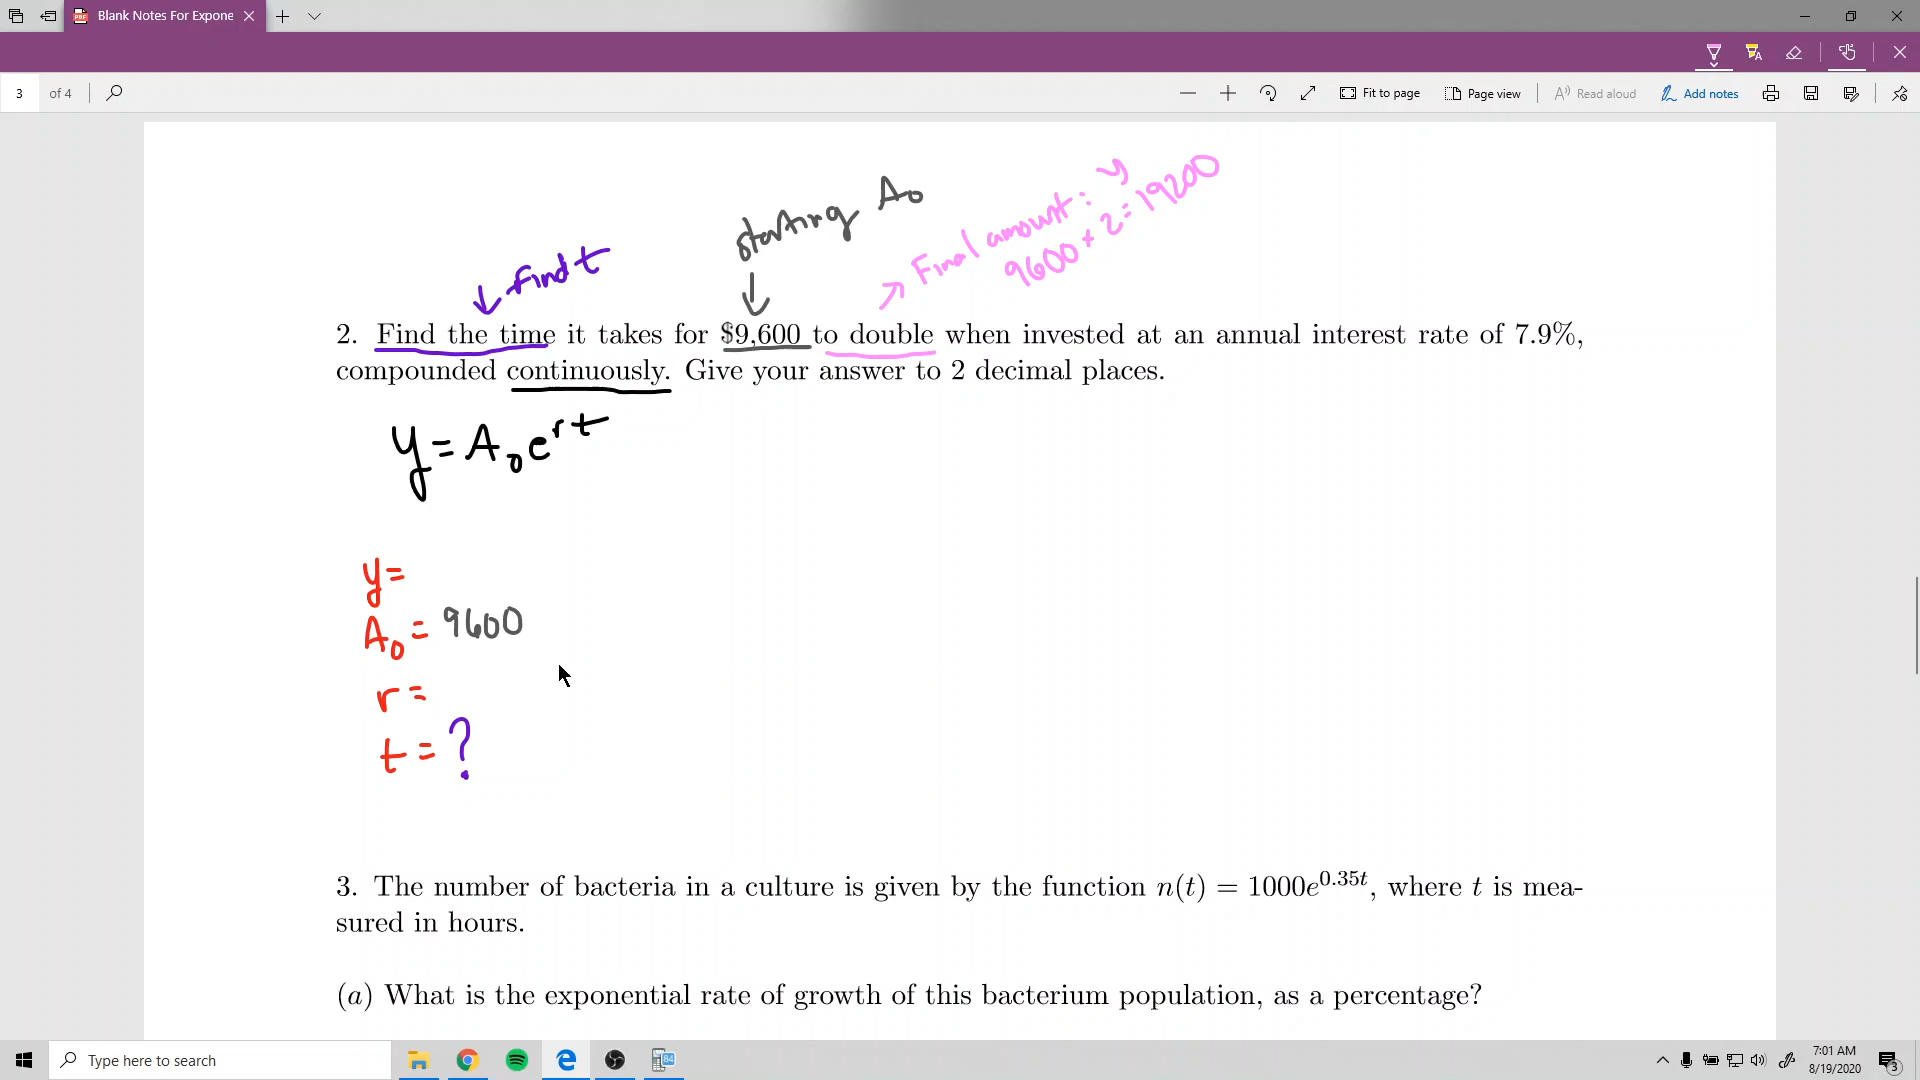 Blank Notes For Expone
3 of 4
Fit to page
Page view
Read aloud
Add notes
starting A₀
Final amount: y
9600 * 2 = 19200
find t
2. Find the time it takes for $9,600 to double when invested at an annual interest rate of 7.9%,
compounded continuously. Give your answer to 2 decimal places.
y = A₀e^{rt}
y =
A₀ = 9600
r =
t = ?
3. The number of bacteria in a culture is given by the function n(t) = 1000e^{0.35t}, where t is mea-
sured in hours.
(a) What is the exponential rate of growth of this bacterium population, as a percentage?
Type here to search
84
7:01 AM
8/19/2020
3